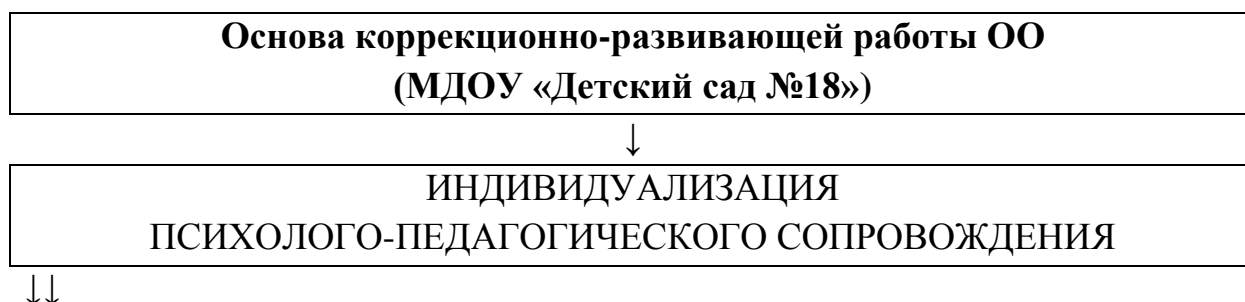 Основа коррекционно-развивающей работы ОО
(МДОУ «Детский сад №18»)
↓
ИНДИВИДУАЛИЗАЦИЯ
ПСИХОЛОГО-ПЕДАГОГИЧЕСКОГО СОПРОВОЖДЕНИЯ
↓↓